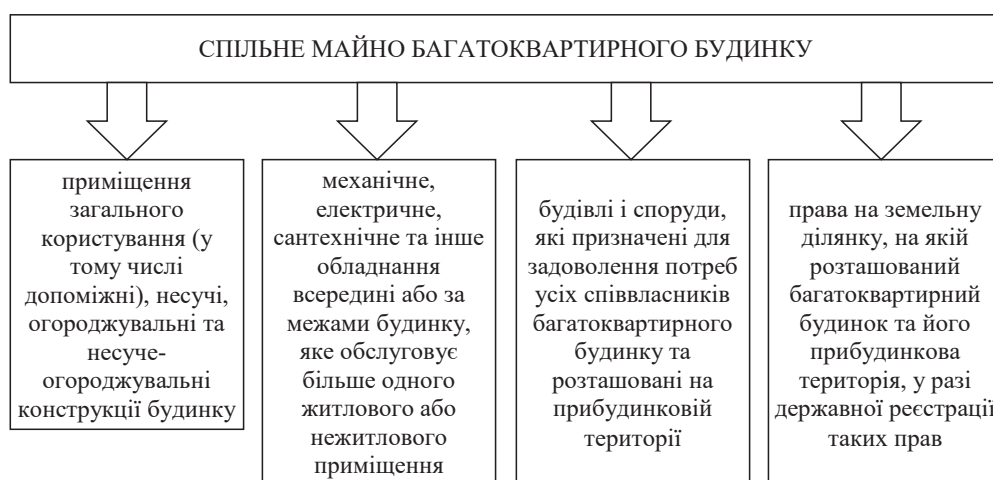 СПІЛЬНЕ МАЙНО БАГАТОКВАРТИРНОГО БУДИНКУ
приміщення
загального
користування (у
тому числі
допоміжні), несучі,
огороджувальні та
несуче-
огороджувальні
конструкції будинку
механічне,
електричне,
сантехнічне та інше
обладнання
всередині або за
межами будинку,
яке обслуговує
більше одного
житлового або
нежитлового
приміщення
будівлі і споруди,
які призначені для
задоволення потреб
усіх співвласників
багатоквартирного
будинку та
розташовані на
прибудинковій
території
права на земельну
ділянку, на якій
розташований
багатоквартирний
будинок та його
прибудинкова
територія, у разі
державної реєстрації
таких прав